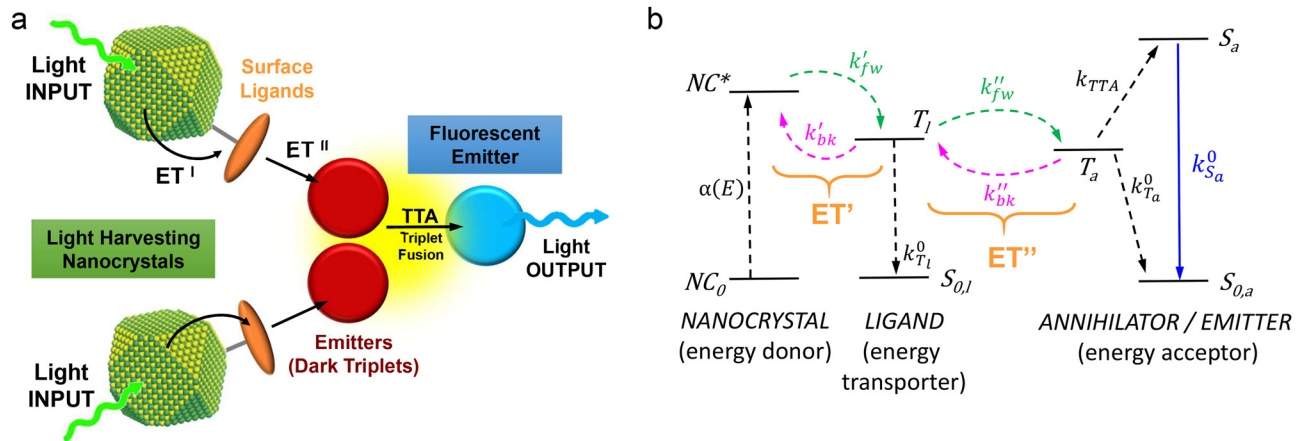 a
Light
INPUT
Surface
Ligands
ET I
ET II
Fluorescent
Emitter
TTA
Triplet
Fusion
Light
OUTPUT
Light Harvesting
Nanocrystals
Emitters
(Dark Triplets)
Light
INPUT
b
NC*
k′fw
k′bk
α(E)
ET’
NC0
Tl
k0Tl
S0,l
k″fw
k″bk
ET’’
Ta
kTTA
k0Ta
Sa
k0Sa
S0,a
NANOCRYSTAL
(energy donor)
LIGAND
(energy
transporter)
ANNIHILATOR / EMITTER
(energy acceptor)